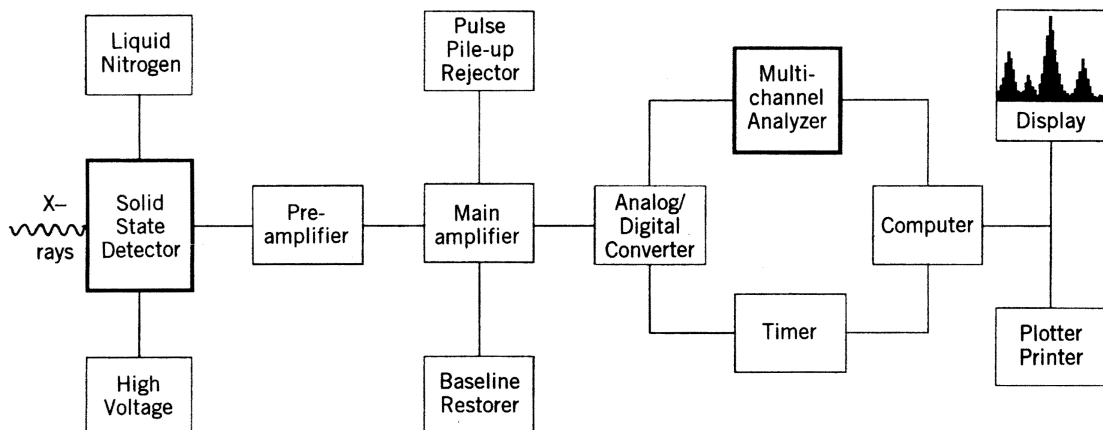 Liquid
Nitrogen
X–
rays
Solid
State
Detector
High
Voltage
Pre-
amplifier
Pulse
Pile-up
Rejector
Main
amplifier
Baseline
Restorer
Analog/
Digital
Converter
Multi-
channel
Analyzer
Timer
Computer
Display
Plotter
Printer